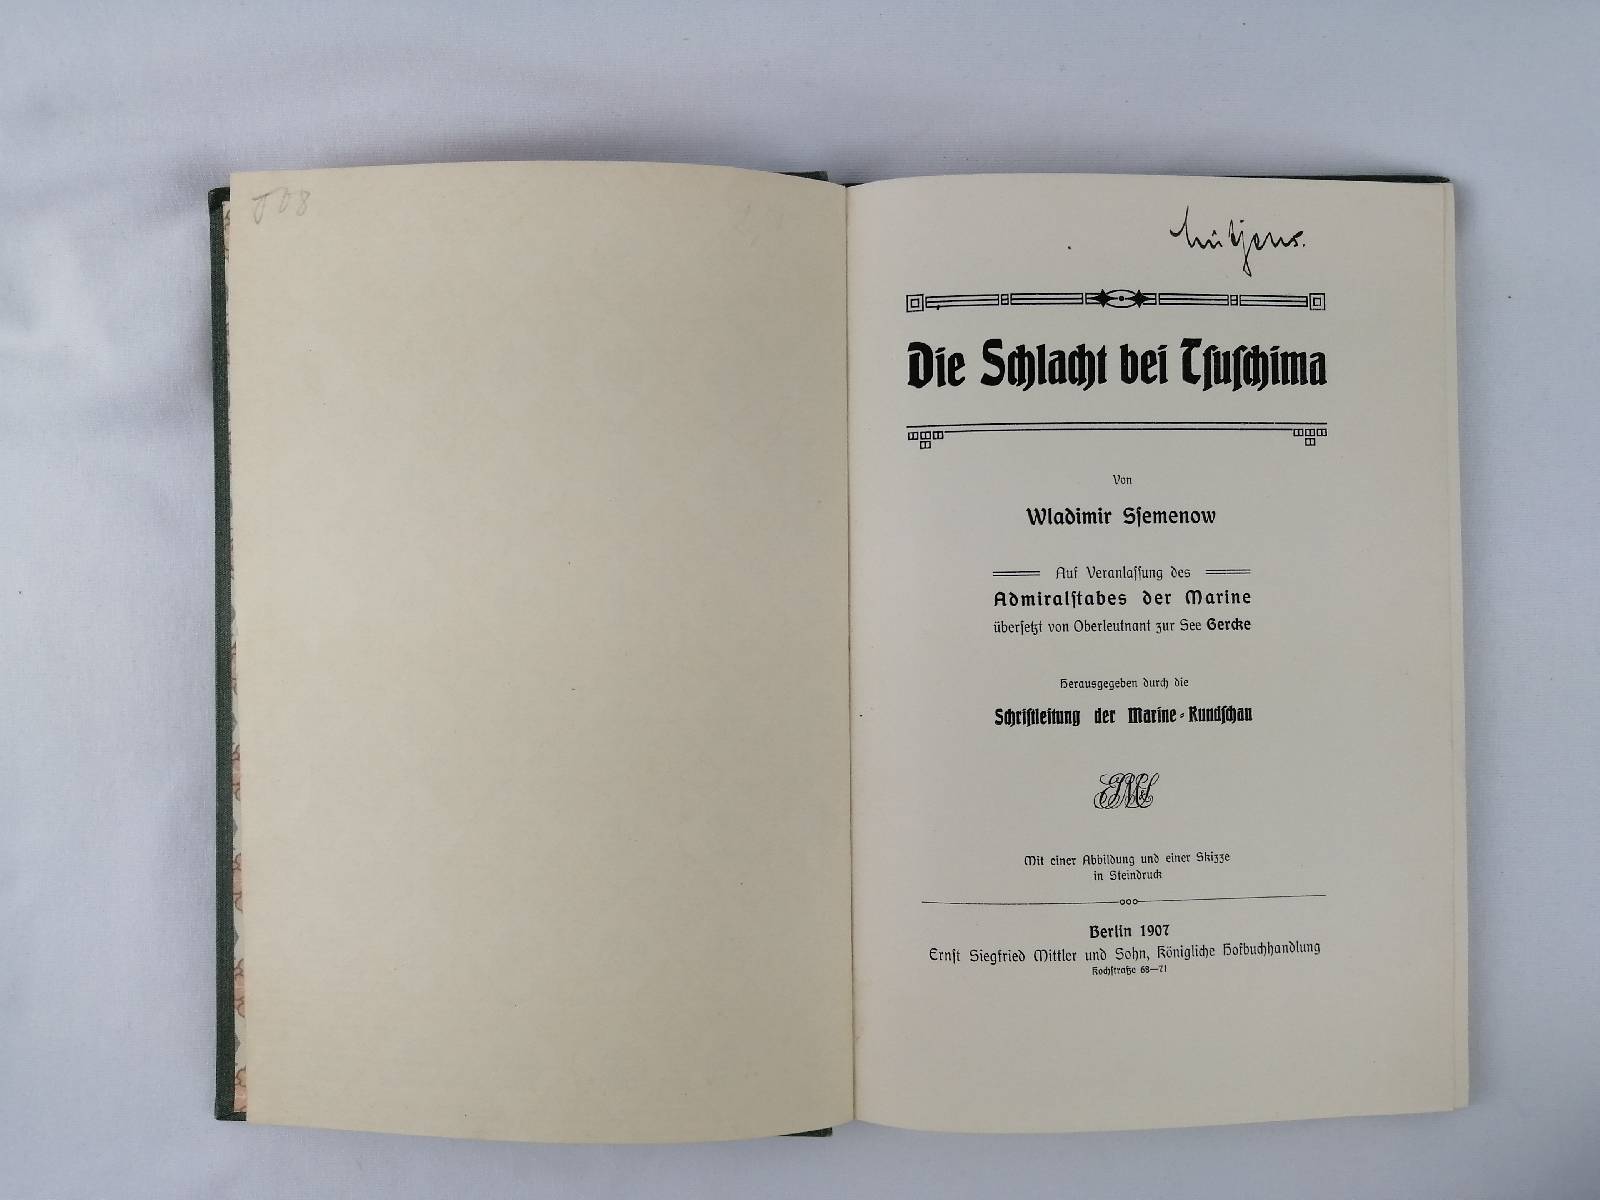 J 08
Lütjens.
Die Schlacht bei Tſuſchima
Von
Wladimir Sſemenow
Auf Veranlaſſung des
Admiralſtabes der Marine
überſetzt von Oberleutnant zur See Gercke
Herausgegeben durch die
Schriftleitung der Marine-Rundſchau
Mit einer Abbildung und einer Skizze
in Steindruck
Berlin 1907
Ernſt Siegfried Mittler und Sohn, Königliche Hofbuchhandlung
Kochſtraße 68—71